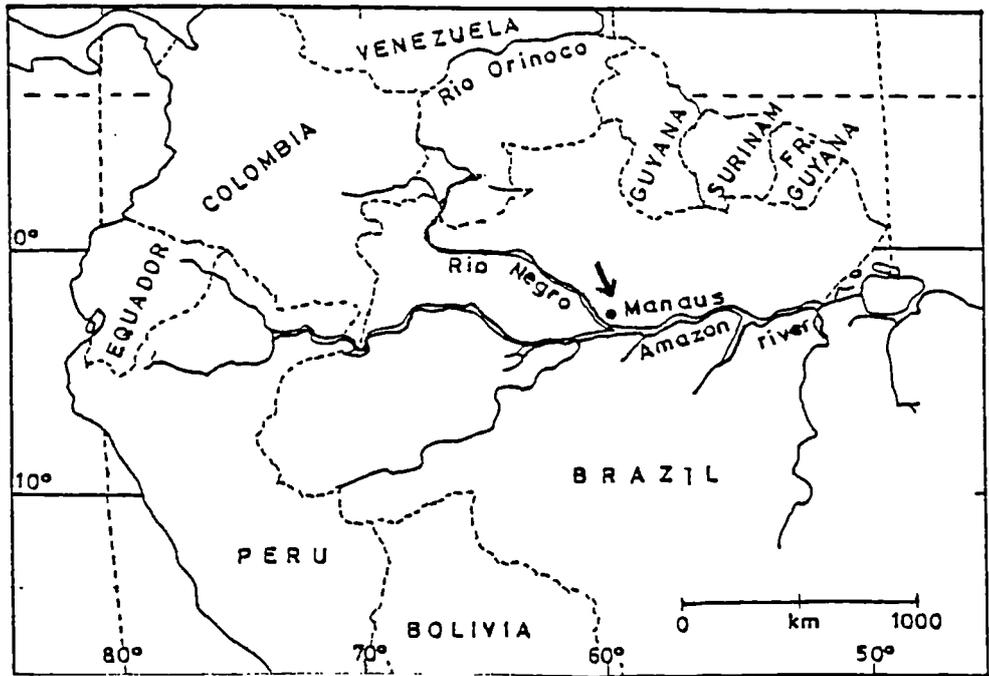 VENEZUELA
Rio Orinoco
COLOMBIA
GUYANA
SURINAM
FR.
GUYANA
0°
EQUADOR
Rio Negro
Manaus
Amazon river
10°
BRAZIL
PERU
BOLIVIA
0 km 1000
80° 70° 60° 50°